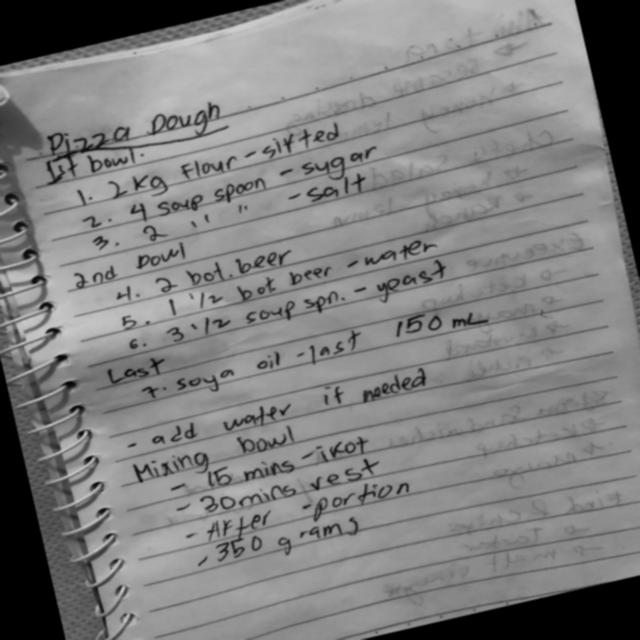 Pizza Dough
1st bowl.
1. 2 kg Flour - sifted
2. 4 soup spoon - sugar
3. 2 " " - salt
2nd bowl
4. 2 bot. beer
5. 1 1/2 bot beer - water
6. 3 1/2 soup spn. - yeast
Last
7. soya oil - last 150 mL
- add water if needed
Mixing bowl
- 15 mins - ikot
- 30 mins rest
- After - portion
- 350 grams